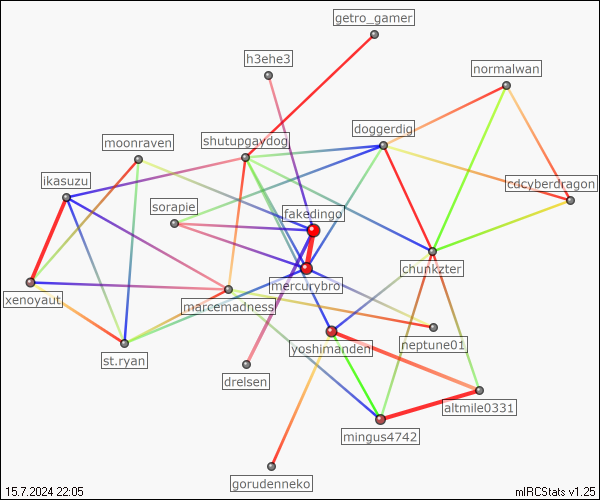 getro_gamer
h3ehe3
normalwan
doggerdig
shutupgaydog
moonraven
ikasuzu
cdcyberdragon
sorapie
fakedingo
chunkzter
mercurybro
xenoyaut
marcemadness
neptune01
yoshimanden
st.ryan
drelsen
altmile0331
mingus4742
gorudenneko
15.7.2024 22:05
mIRCStats v1.25